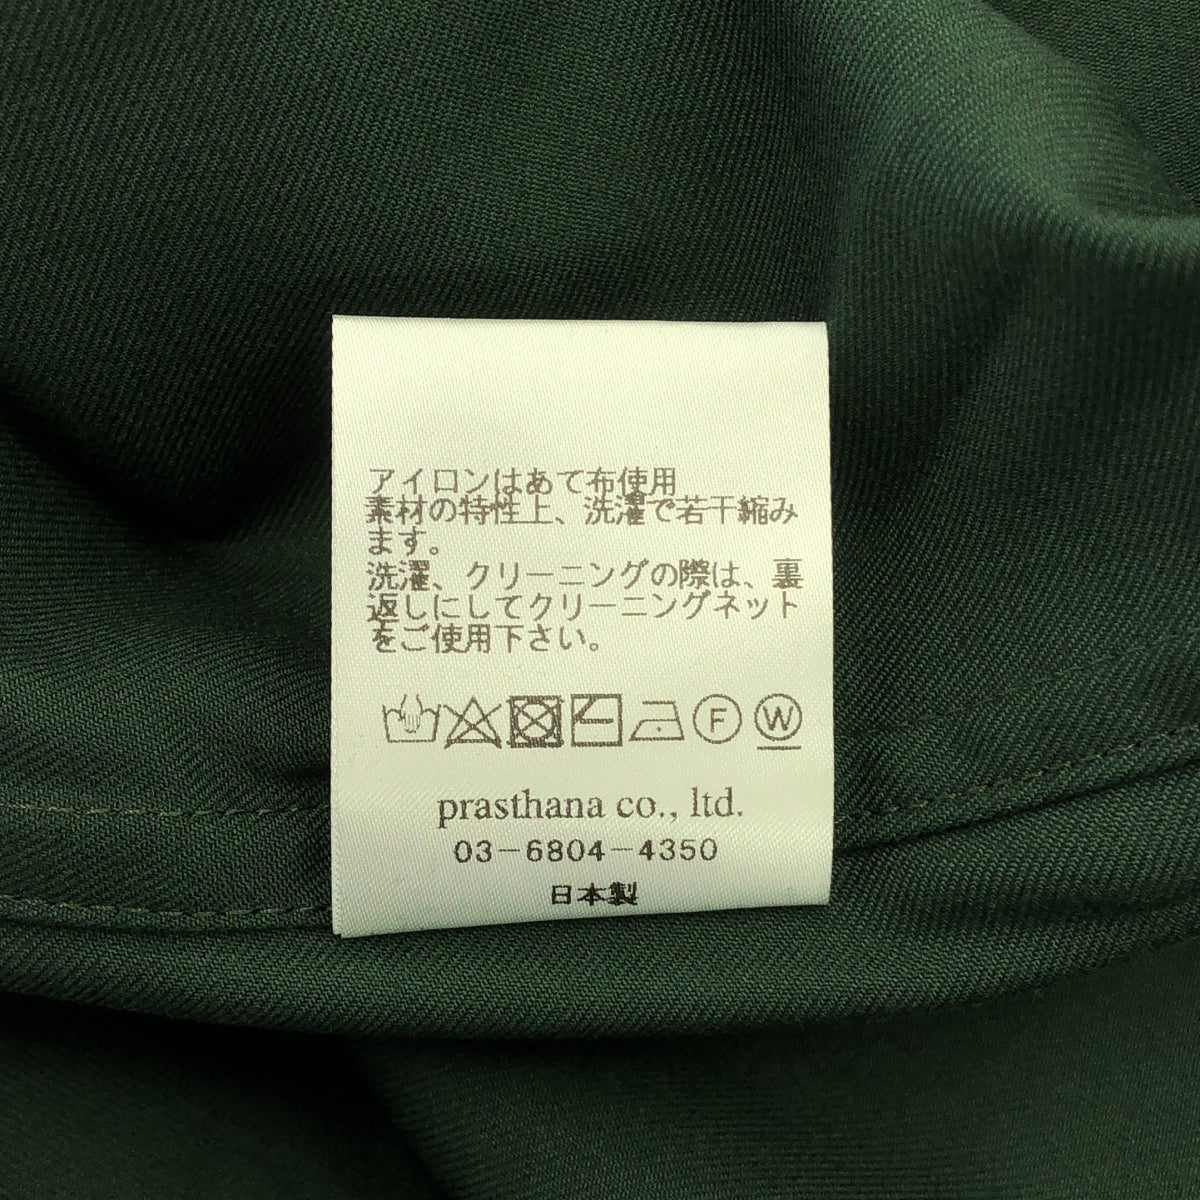 アイロンはあて布使用
素材の特性上、洗濯で若干縮み
ます。
洗濯、クリーニングの際は、裏
返しにしてクリーニングネット
をご使用下さい。
F W
prasthana co., ltd.
03-6804-4350
日本製